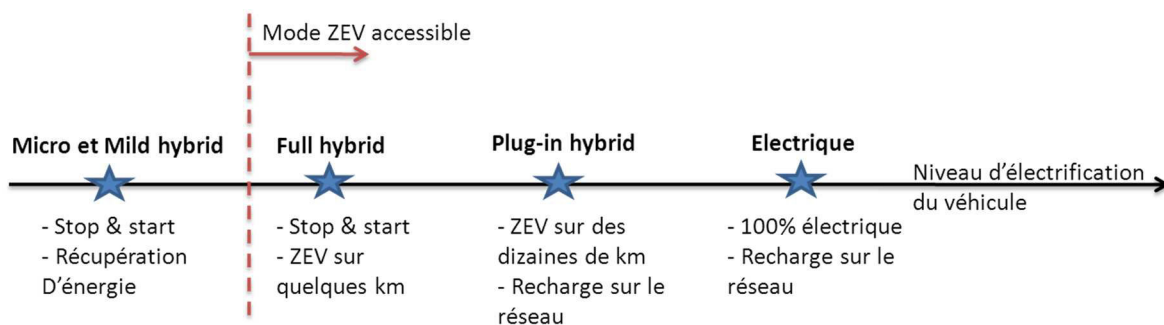 Mode ZEV accessible
Micro et Mild hybrid
Full hybrid
Plug-in hybrid
Electrique
Niveau d’électrification
du véhicule
- Stop & start
- Récupération
D’énergie
- Stop & start
- ZEV sur
quelques km
- ZEV sur des
dizaines de km
- Recharge sur le
réseau
- 100% électrique
- Recharge sur le
réseau